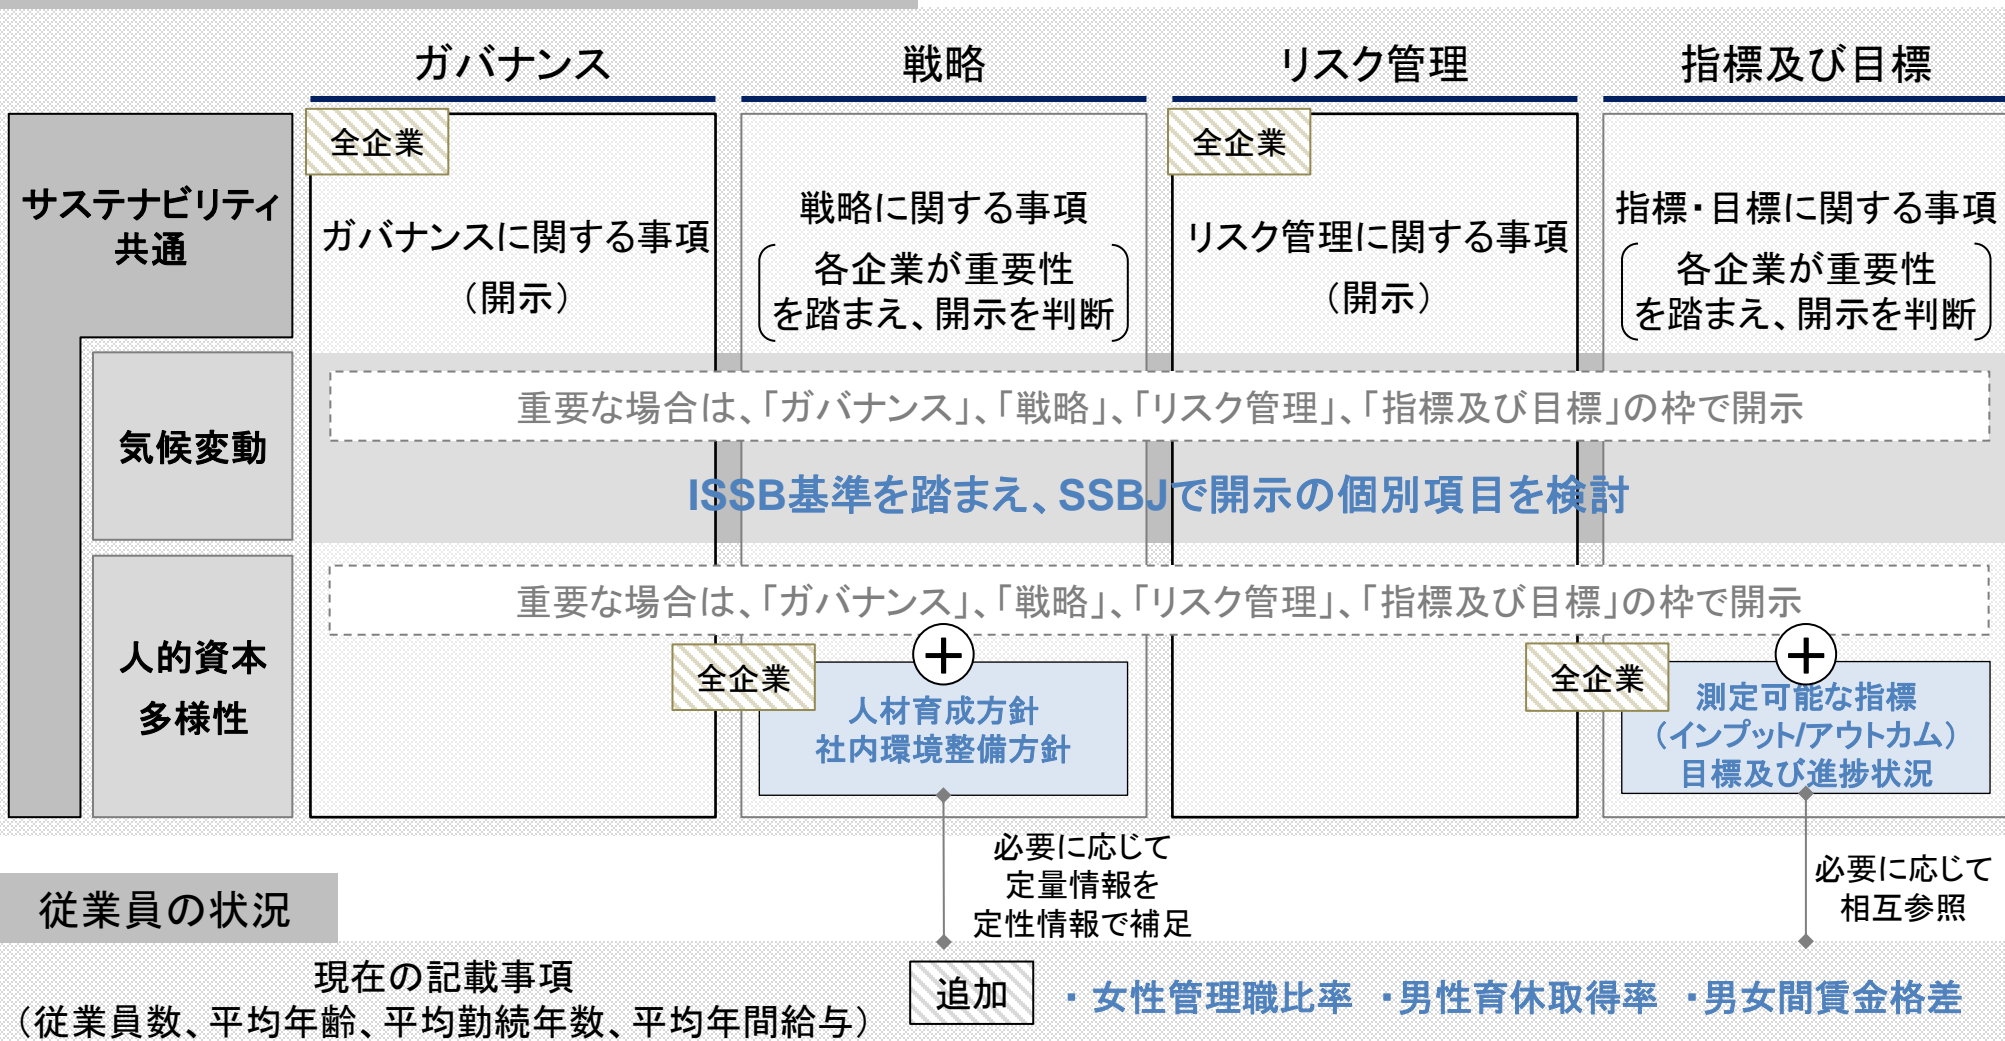 ガバナンス
戦略
リスク管理
指標及び目標
サステナビリティ
共通
全企業
ガバナンスに関する事項
（開示）
戦略に関する事項
各企業が重要性
を踏まえ、開示を判断
全企業
リスク管理に関する事項
（開示）
指標・目標に関する事項
各企業が重要性
を踏まえ、開示を判断
気候変動
重要な場合は、「ガバナンス」、「戦略」、「リスク管理」、「指標及び目標」の枠で開示
ISSB基準を踏まえ、SSBJで開示の個別項目を検討
人的資本
多様性
重要な場合は、「ガバナンス」、「戦略」、「リスク管理」、「指標及び目標」の枠で開示
＋
全企業
人材育成方針
社内環境整備方針
＋
全企業
測定可能な指標
（インプット/アウトカム）
目標及び進捗状況
必要に応じて
定量情報を
定性情報で補足
必要に応じて
相互参照
従業員の状況
現在の記載事項
（従業員数、平均年齢、平均勤続年数、平均年間給与）
追加
・女性管理職比率 ・男性育休取得率 ・男女間賃金格差